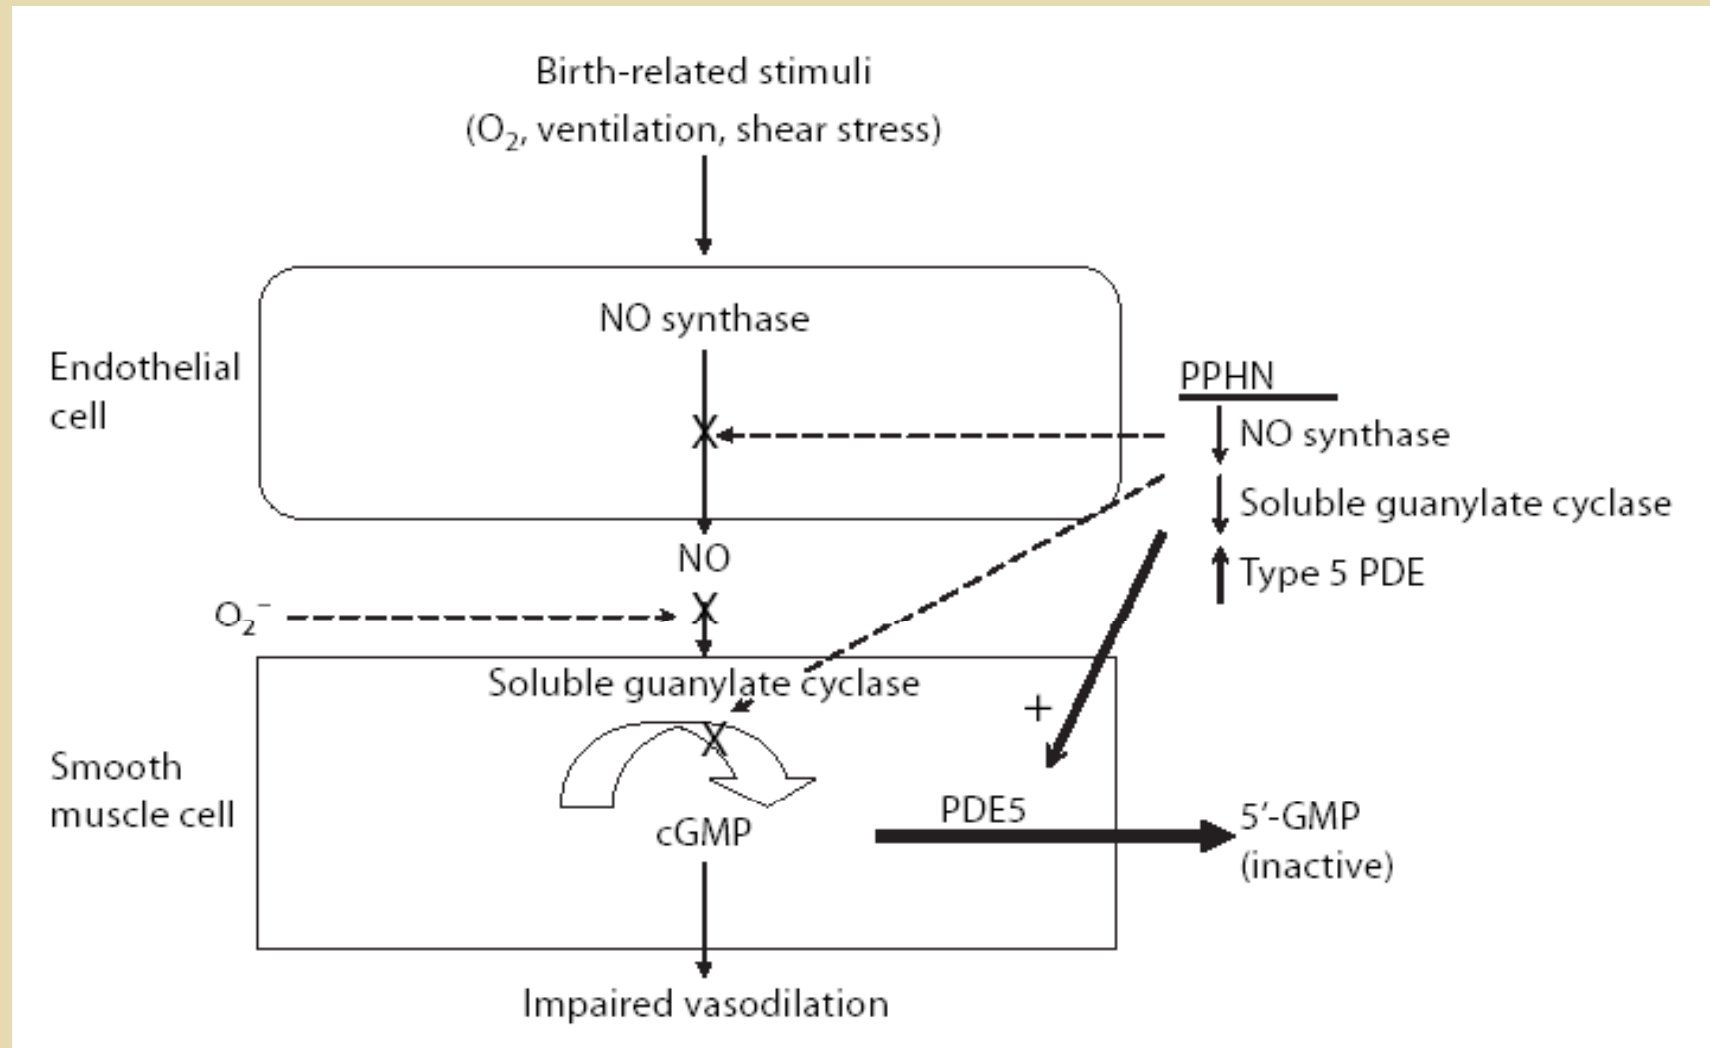 Birth-related stimuli
(O₂, ventilation, shear stress)
NO synthase
Endothelial
cell
PPHN
NO synthase
Soluble guanylate cyclase
Type 5 PDE
X
NO
O₂⁻
X
Soluble guanylate cyclase
X
+
Smooth
muscle cell
cGMP
PDE5
5′-GMP
(inactive)
Impaired vasodilation